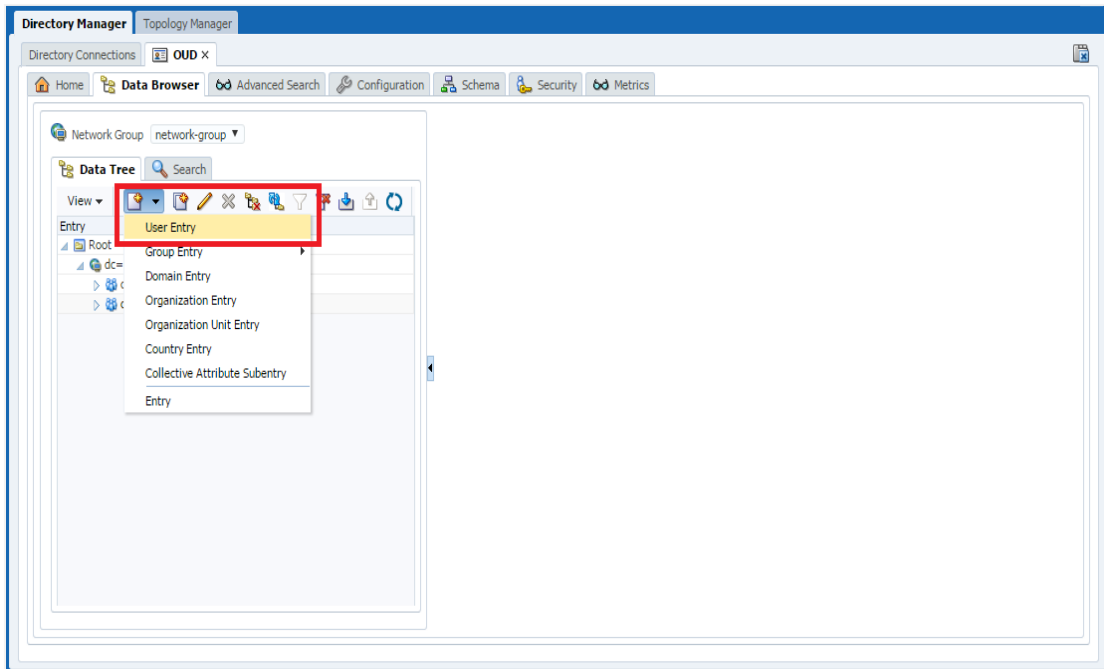 Directory Manager Topology Manager
Directory Connections OUD ×
Home Data Browser Advanced Search Configuration Schema Security Metrics
Network Group network-group
Data Tree Search
View
Entry
User Entry
Root
Group Entry
dc=
Domain Entry
Organization Entry
Organization Unit Entry
Country Entry
Collective Attribute Subentry
Entry